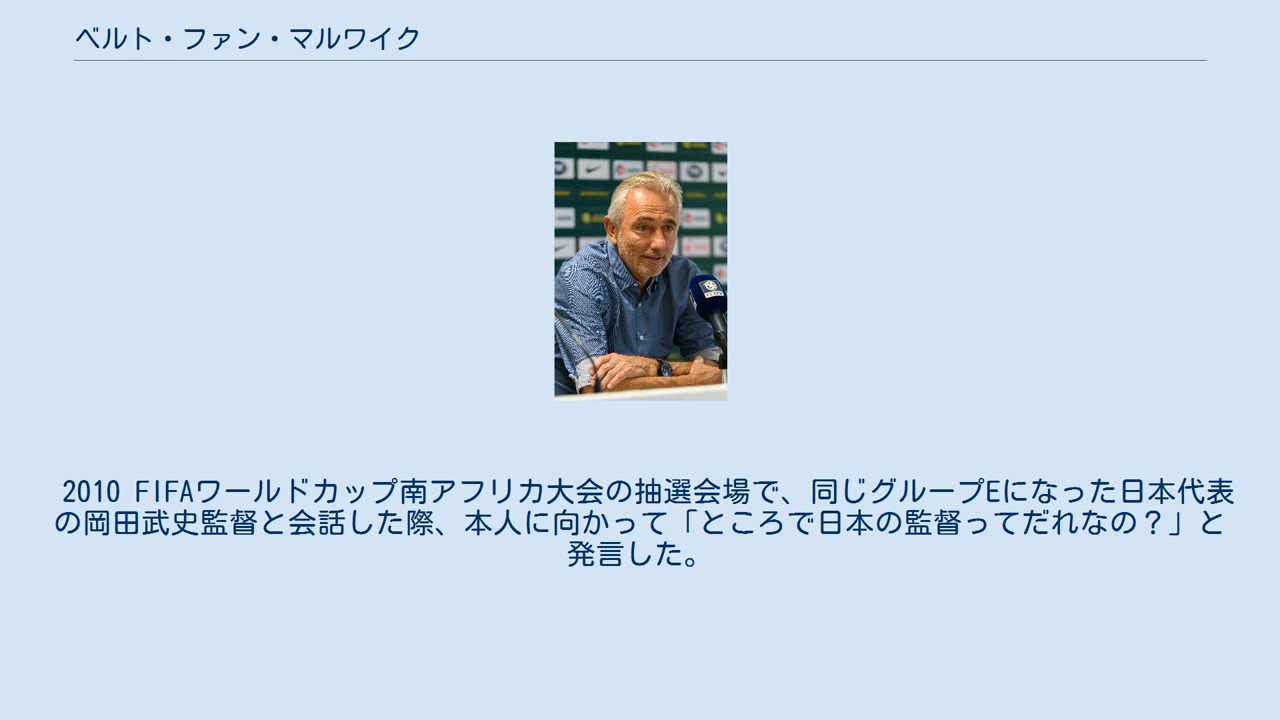 ベルト・ファン・マルワイク
2010 FIFAワールドカップ南アフリカ大会の抽選会場で、同じグループEになった日本代表
の岡田武史監督と会話した際、本人に向かって「ところで日本の監督ってだれなの？」と
発言した。